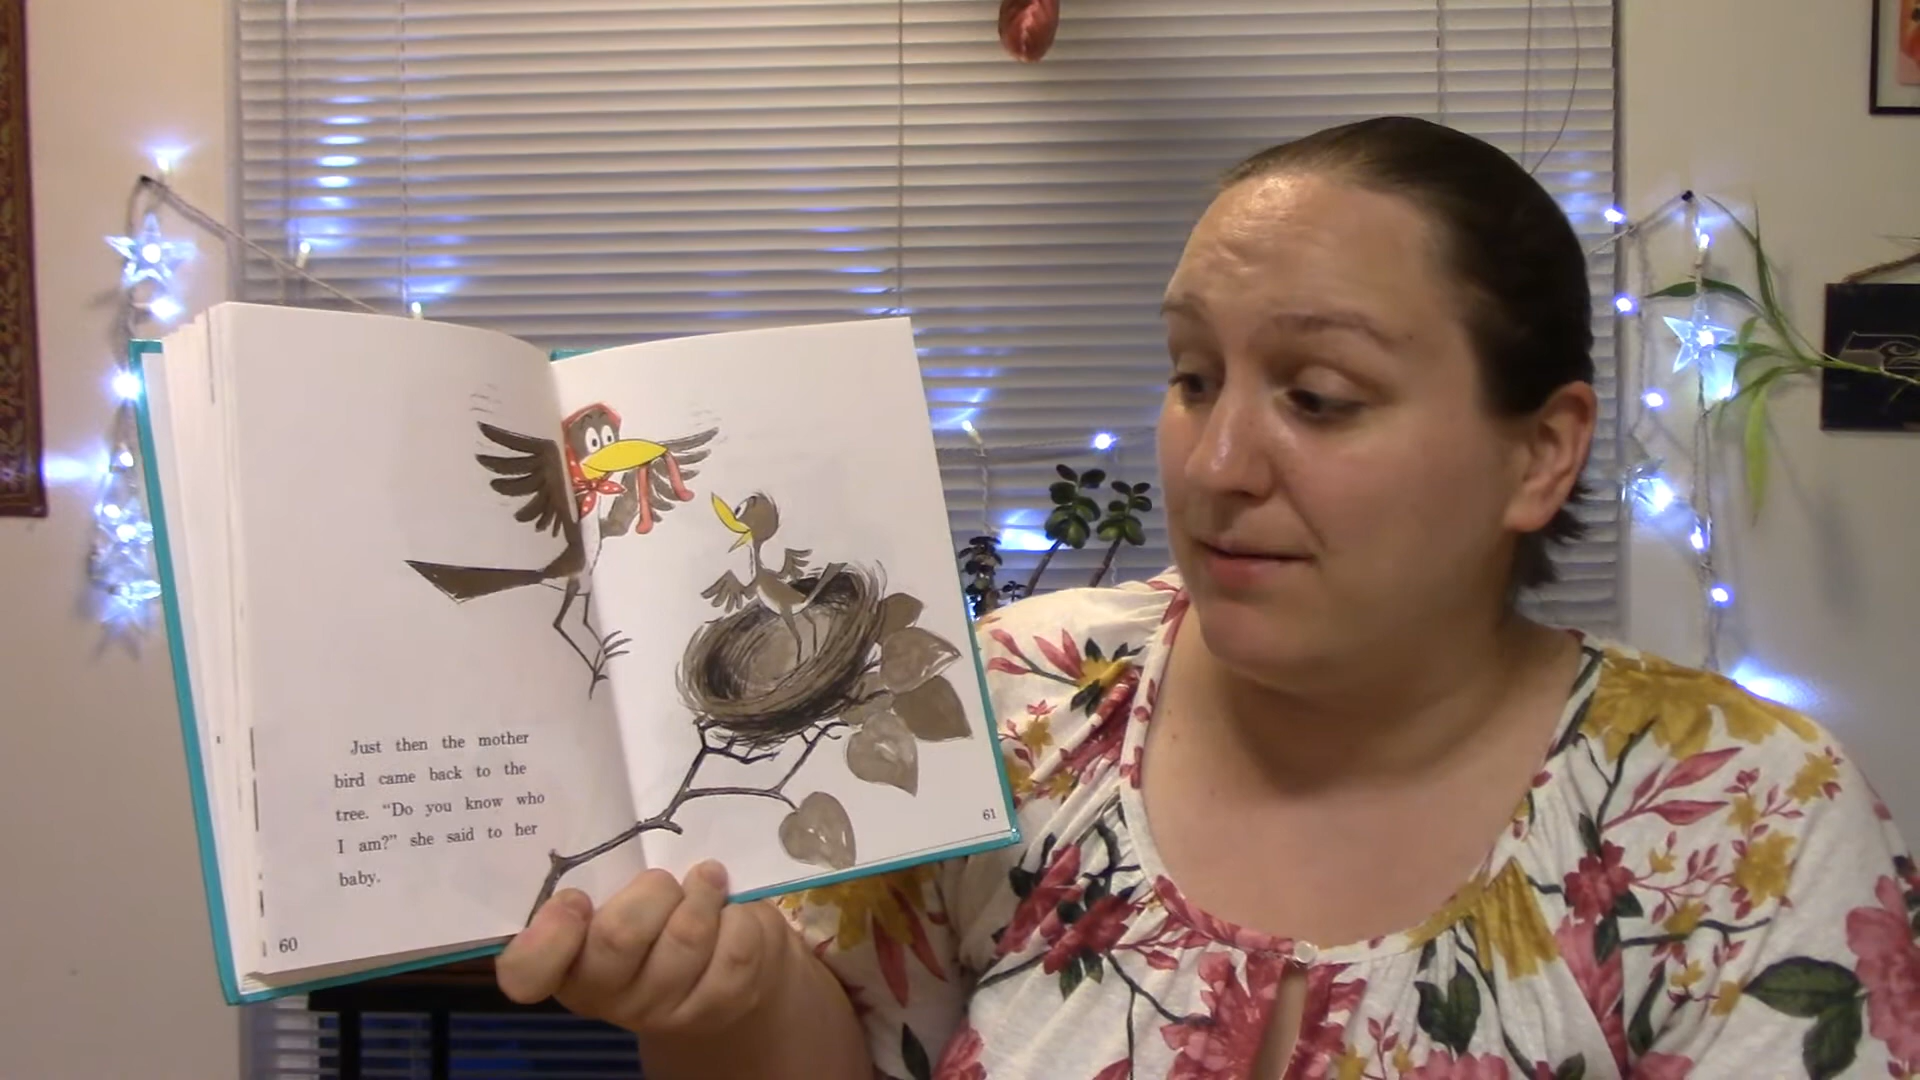 Just then the mother
bird came back to the
tree. "Do you know who
I am?" she said to her
baby.
60
61